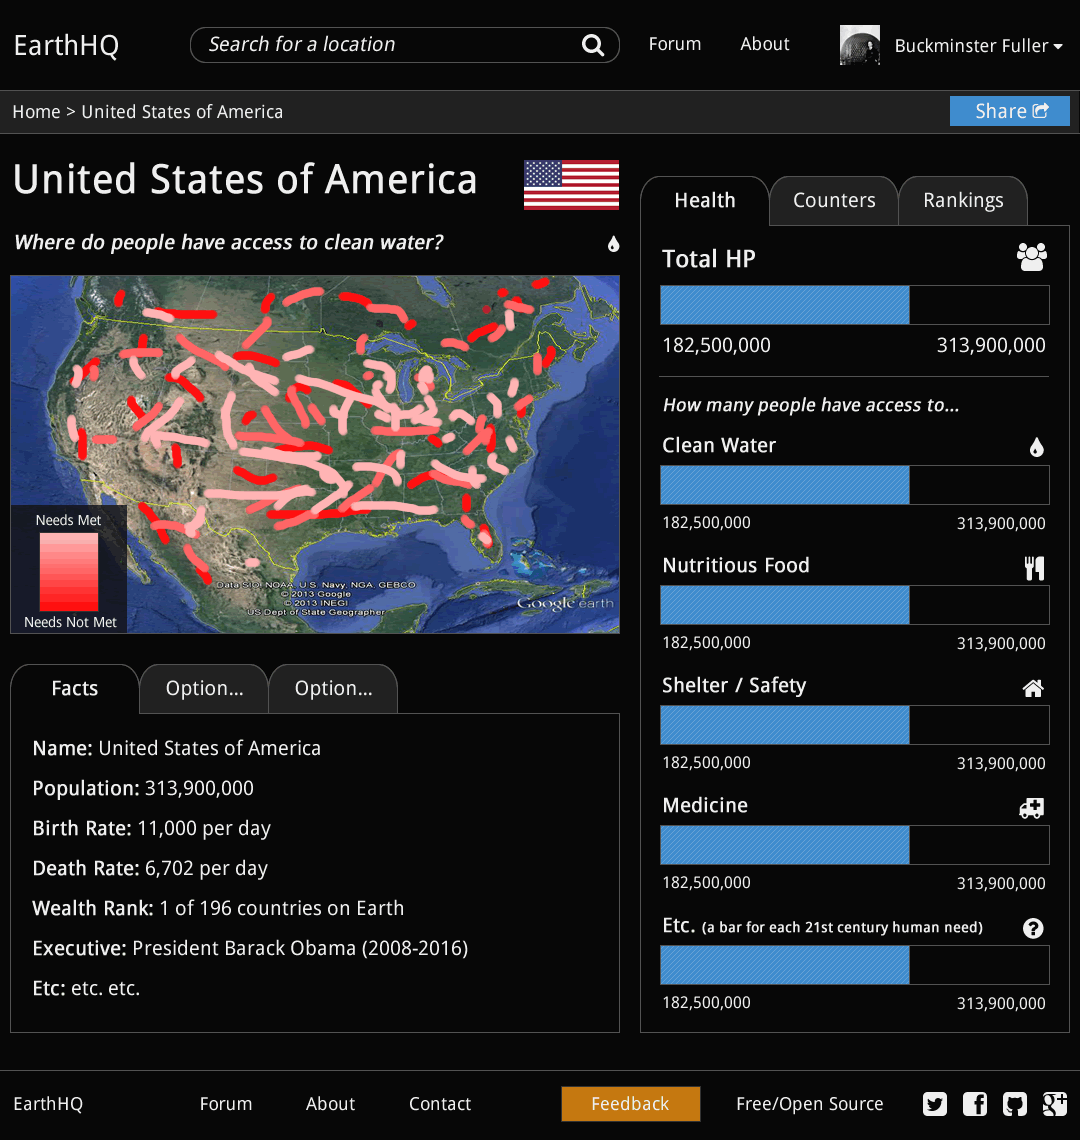 EarthHQ
Search for a location
Forum
About
Buckminster Fuller
Home > United States of America
Share
United States of America
Where do people have access to clean water?
Needs Met
Needs Not Met
Data SIO, NOAA, U.S. Navy, NGA, GEBCO
© 2013 Google
© 2013 INEGI
US Dept of State Geographer
Google earth
Facts
Option...
Option...
Name: United States of America
Population: 313,900,000
Birth Rate: 11,000 per day
Death Rate: 6,702 per day
Wealth Rank: 1 of 196 countries on Earth
Executive: President Barack Obama (2008-2016)
Etc: etc. etc.
Health
Counters
Rankings
Total HP
182,500,000 313,900,000
How many people have access to...
Clean Water
182,500,000 313,900,000
Nutritious Food
182,500,000 313,900,000
Shelter / Safety
182,500,000 313,900,000
Medicine
182,500,000 313,900,000
Etc. (a bar for each 21st century human need)
182,500,000 313,900,000
EarthHQ
Forum
About
Contact
Feedback
Free/Open Source